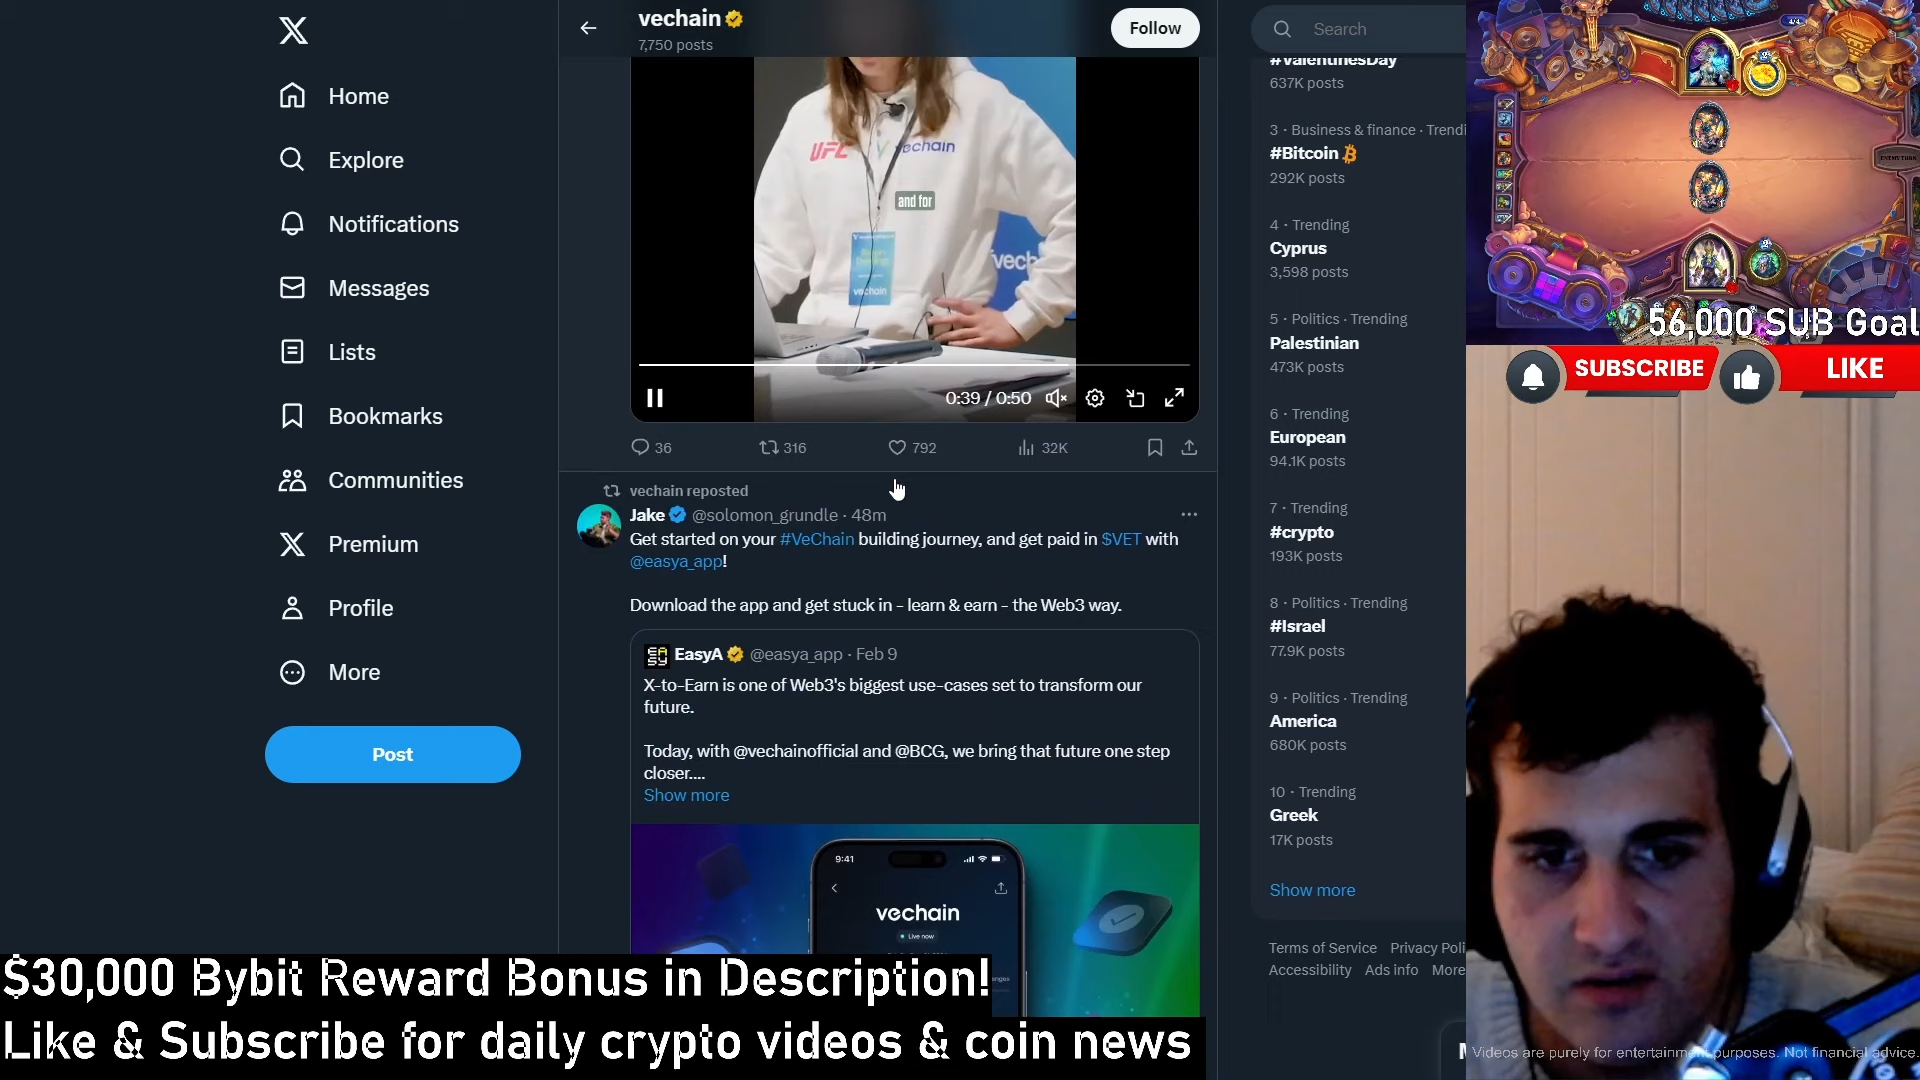 Home
Explore
Notifications
Messages
Lists
Bookmarks
Communities
Premium
Profile
More
Post
vechain
7,750 posts
Follow
UFC vechain
and for
vechain
0:39 / 0:50
36 316 792 32K
vechain reposted
Jake @solomon_grundle · 48m
Get started on your #VeChain building journey, and get paid in $VET with
@easya_app!
Download the app and get stuck in - learn & earn - the Web3 way.
EasyA @easya_app · Feb 9
X-to-Earn is one of Web3's biggest use-cases set to transform our
future.
Today, with @vechainofficial and @BCG, we bring that future one step
closer....
Show more
9:41
vechain
Live now
Search
#ValentinesDay
637K posts
3 · Business & finance · Trendi
#Bitcoin
292K posts
4 · Trending
Cyprus
3,598 posts
5 · Politics · Trending
Palestinian
473K posts
6 · Trending
European
94.1K posts
7 · Trending
#crypto
193K posts
8 · Politics · Trending
#Israel
77.9K posts
9 · Politics · Trending
America
680K posts
10 · Trending
Greek
17K posts
Show more
Terms of Service Privacy Poli
Accessibility Ads info More
4/4
ENEMY TURN
56,000 SUB Goal
SUBSCRIBE LIKE
$30,000 Bybit Reward Bonus in Description!
Like & Subscribe for daily crypto videos & coin news
Videos are purely for entertainment purposes. Not financial advice.